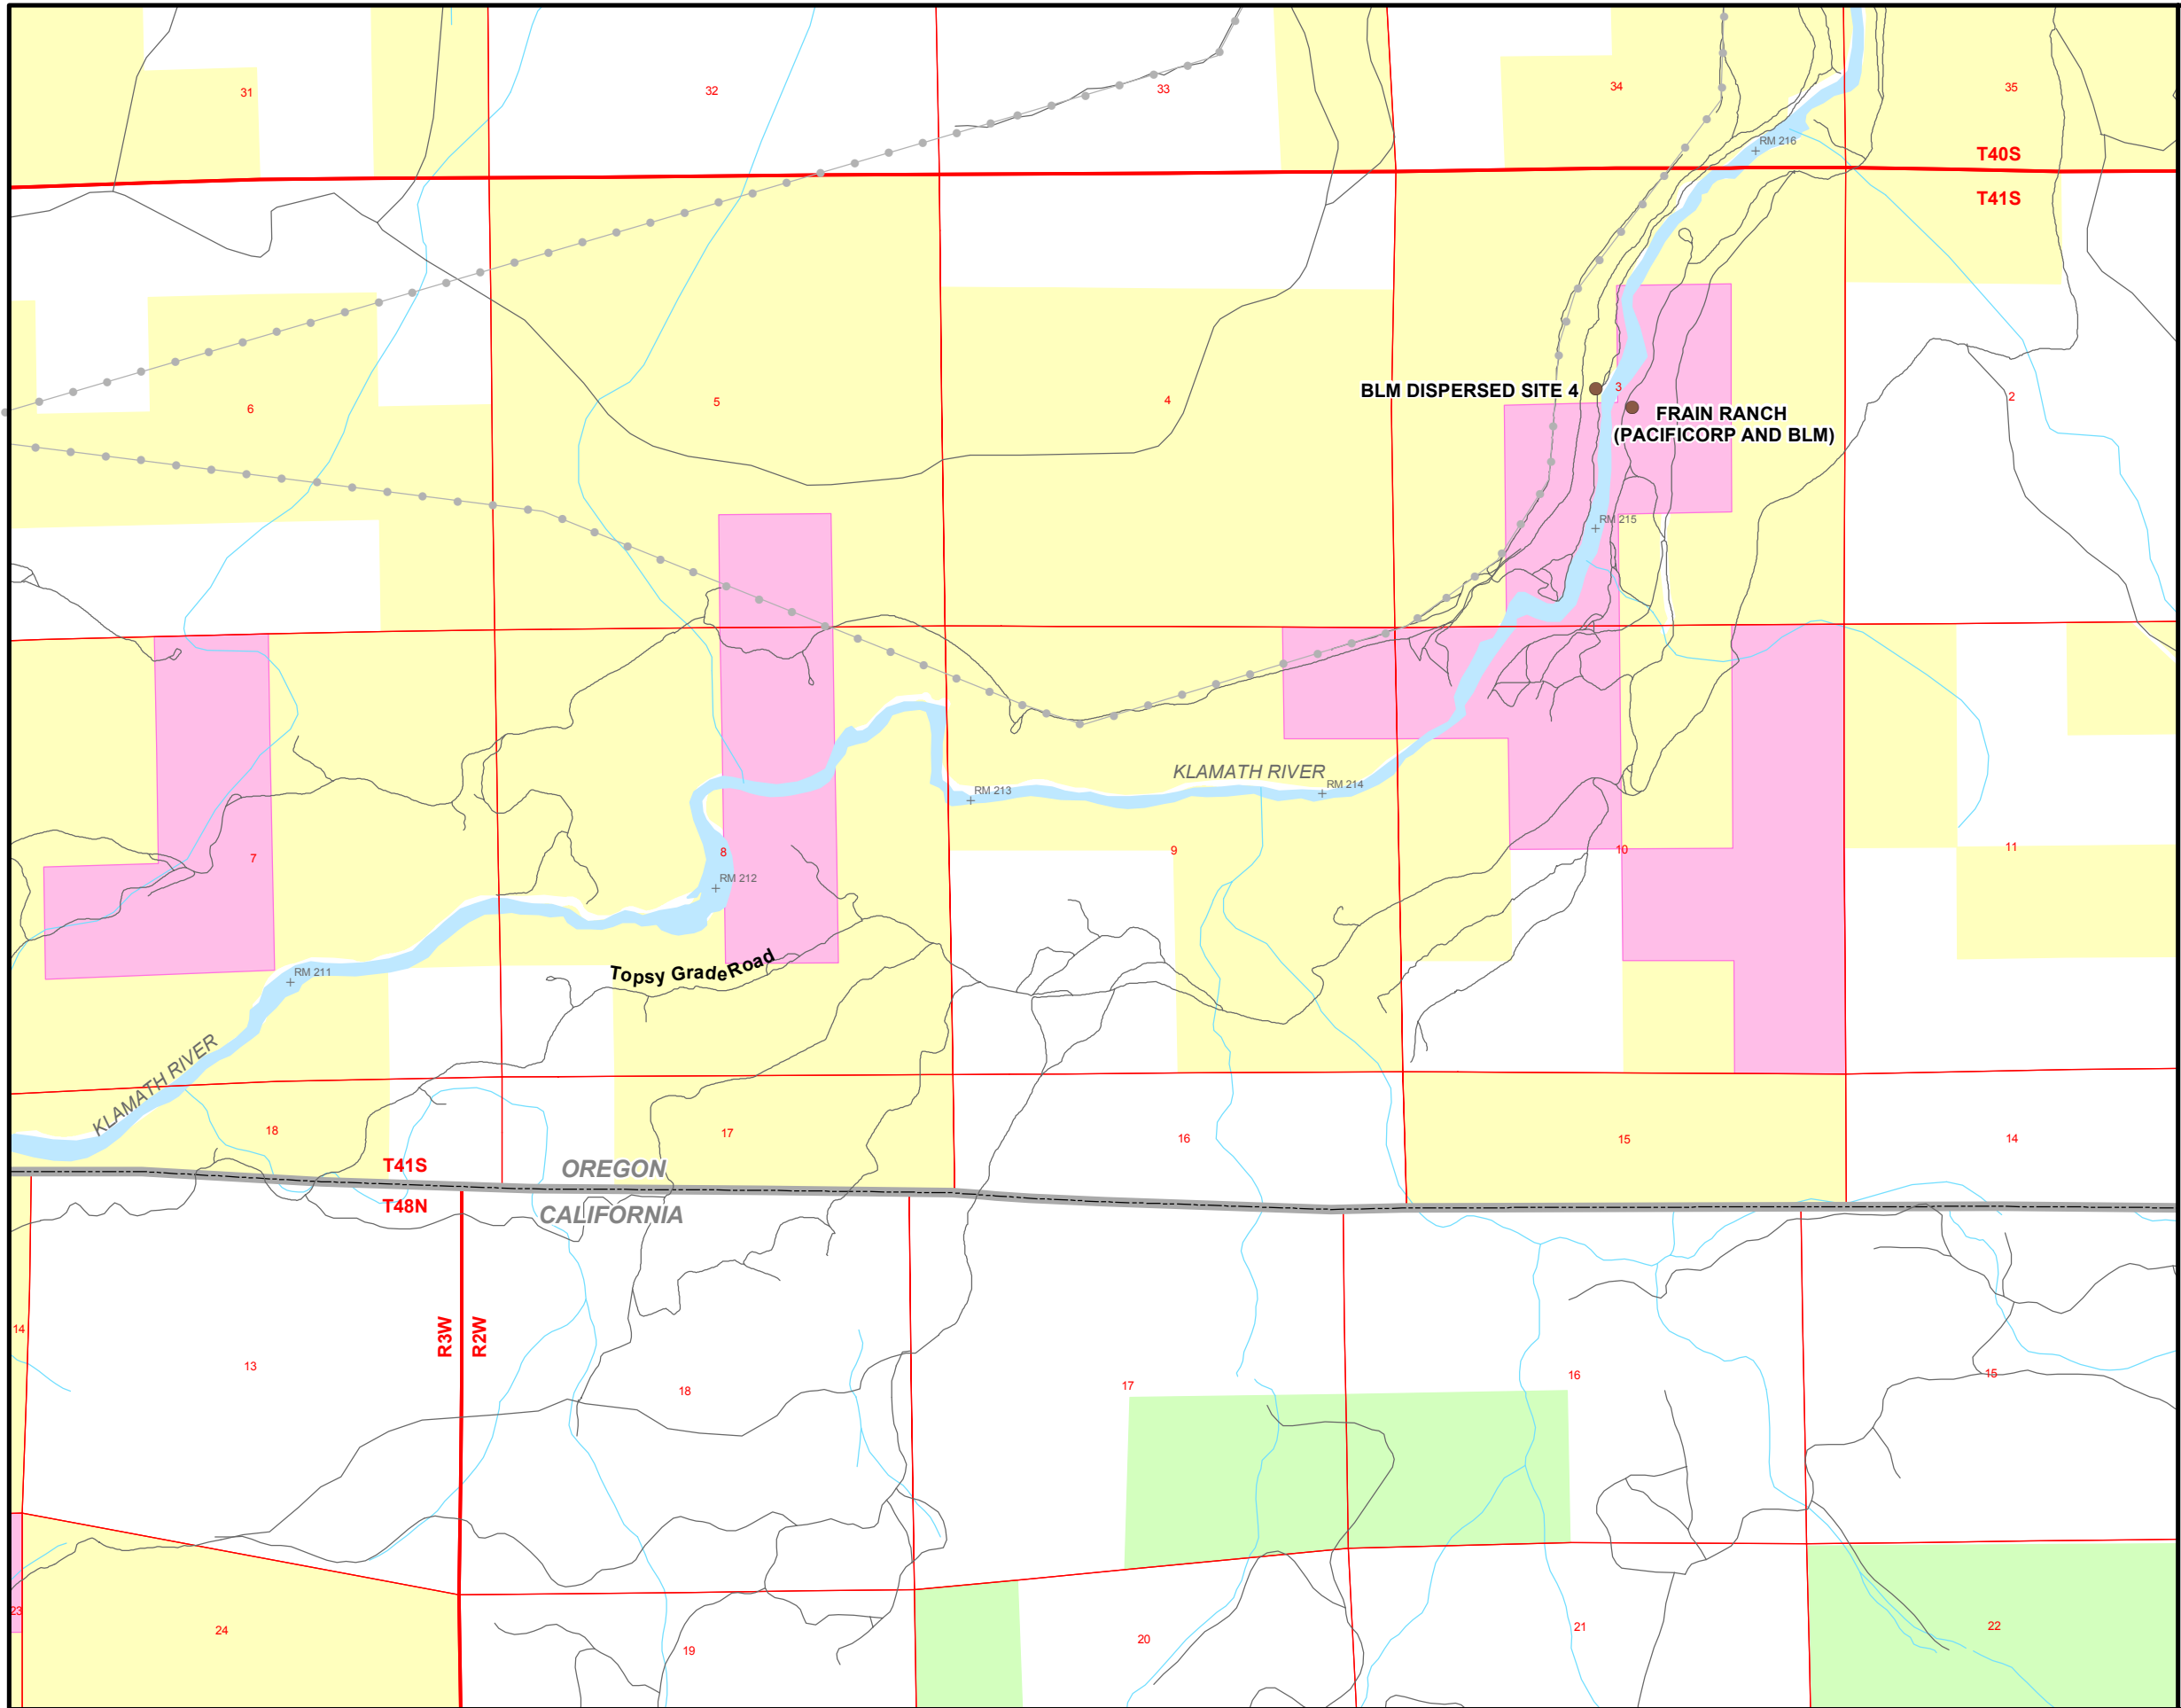 31
32
33
34
35
RM 216
T40S
T41S
6
5
4
BLM DISPERSED SITE 4
3
FRAIN RANCH
(PACIFICORP AND BLM)
2
RM 215
KLAMATH RIVER
RM 213
RM 214
7
8
9
10
11
RM 212
Topsy Grade Road
RM 211
KLAMATH RIVER
18
17
16
15
14
T41S
OREGON
T48N
CALIFORNIA
R3W
R2W
14
13
18
17
16
15
23
24
19
20
21
22